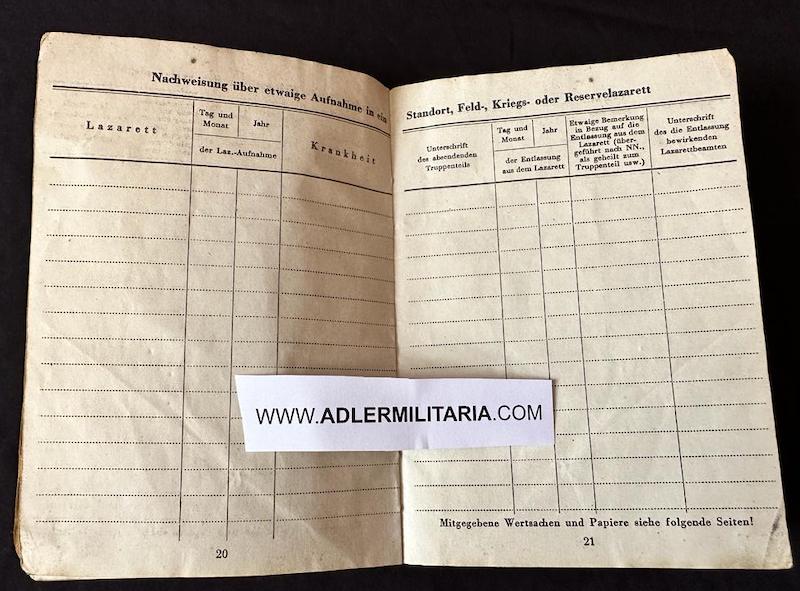 Nachweisung über etwaige Aufnahme in ein
Lazarett
Tag und
Monat
Jahr
der Laz.-Aufnahme
Krankheit
20
Standort, Feld-, Kriegs- oder Reservelazarett
Unterschrift
des absendenden
Truppenteils
Tag und
Monat
Jahr
der Entlassung
aus dem Lazarett
Etwaige Bemerkung
in Bezug auf die
Entlassung aus dem
Lazarett (über-
geführt nach NN.,
als geheilt zum
Truppenteil usw.)
Unterschrift
des die Entlassung
bewirkenden
Lazarettbeamten
WWW.ADLERMILITARIA.COM
Mitgegebene Wertsachen und Papiere siehe folgende Seiten!
21